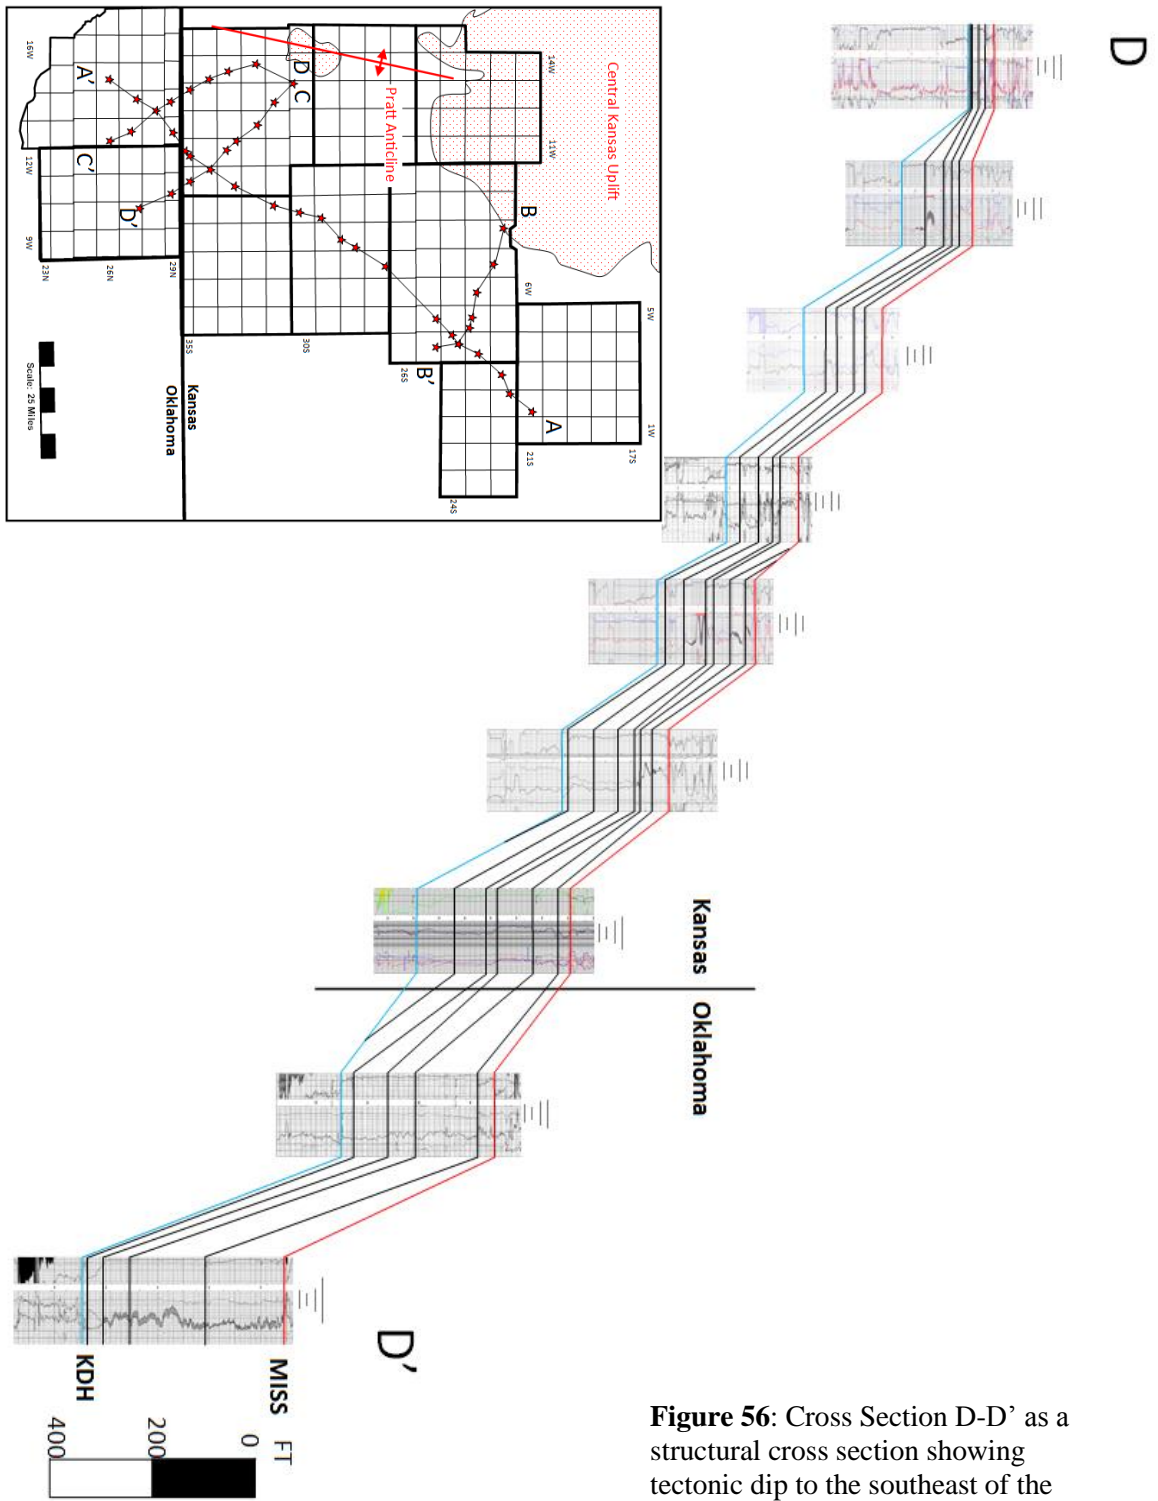 D
Kansas
Oklahoma
D’
MISS
KDH
FT
0
200
400
Central Kansas Uplift
Pratt Anticline
14W
11W
16W
12W
9W
6W
5W
1W
17S
21S
24S
26S
30S
35S
29N
26N
23N
A
A’
B
B’
C
C’
D
D’
Kansas
Oklahoma
Scale: 25 Miles
Figure 56: Cross Section D-D’ as a
structural cross section showing
tectonic dip to the southeast of the